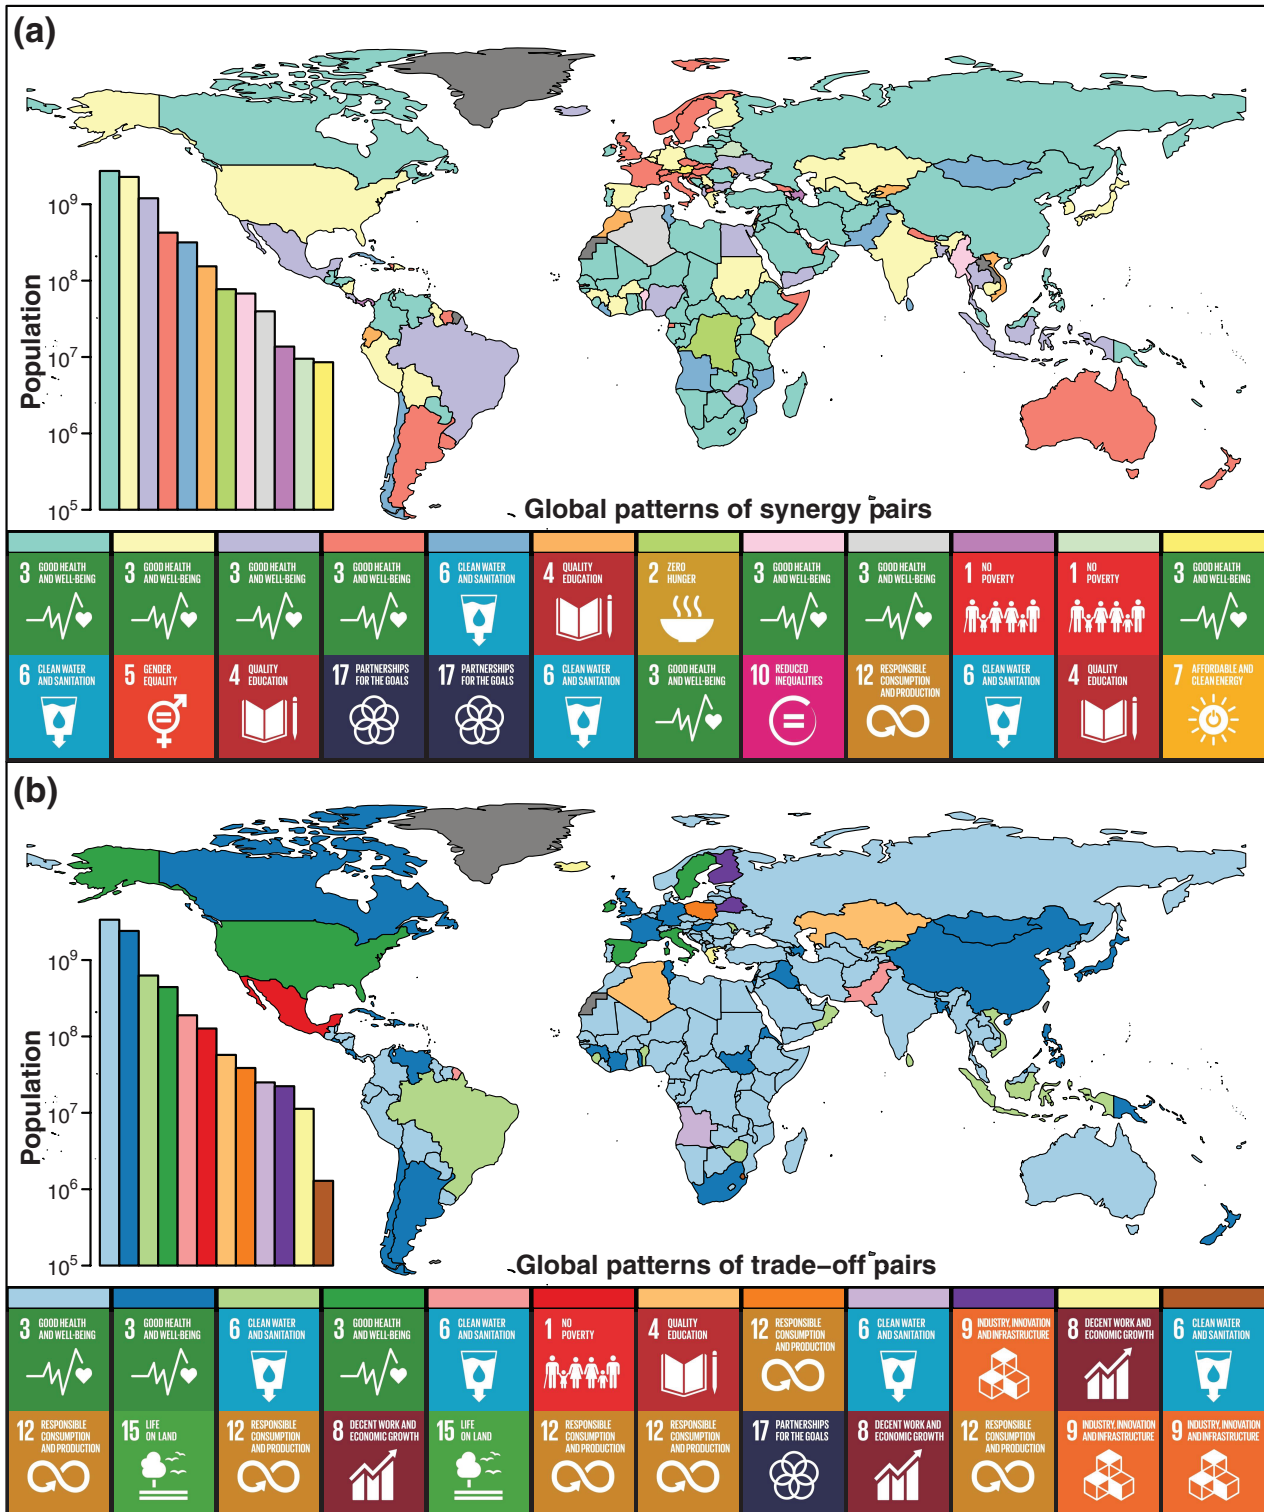 (a)
Population
10⁹
10⁸
10⁷
10⁶
10⁵
Global patterns of synergy pairs
3 GOOD HEALTH
AND WELL-BEING
3 GOOD HEALTH
AND WELL-BEING
3 GOOD HEALTH
AND WELL-BEING
3 GOOD HEALTH
AND WELL-BEING
6 CLEAN WATER
AND SANITATION
4 QUALITY
EDUCATION
2 ZERO
HUNGER
3 GOOD HEALTH
AND WELL-BEING
3 GOOD HEALTH
AND WELL-BEING
1 NO
POVERTY
1 NO
POVERTY
3 GOOD HEALTH
AND WELL-BEING
6 CLEAN WATER
AND SANITATION
5 GENDER
EQUALITY
4 QUALITY
EDUCATION
17 PARTNERSHIPS
FOR THE GOALS
17 PARTNERSHIPS
FOR THE GOALS
6 CLEAN WATER
AND SANITATION
3 GOOD HEALTH
AND WELL-BEING
10 REDUCED
INEQUALITIES
12 RESPONSIBLE
CONSUMPTION
AND PRODUCTION
6 CLEAN WATER
AND SANITATION
4 QUALITY
EDUCATION
7 AFFORDABLE AND
CLEAN ENERGY
(b)
Population
10⁹
10⁸
10⁷
10⁶
10⁵
Global patterns of trade−off pairs
3 GOOD HEALTH
AND WELL-BEING
3 GOOD HEALTH
AND WELL-BEING
6 CLEAN WATER
AND SANITATION
3 GOOD HEALTH
AND WELL-BEING
6 CLEAN WATER
AND SANITATION
1 NO
POVERTY
4 QUALITY
EDUCATION
12 RESPONSIBLE
CONSUMPTION
AND PRODUCTION
6 CLEAN WATER
AND SANITATION
9 INDUSTRY, INNOVATION
AND INFRASTRUCTURE
8 DECENT WORK AND
ECONOMIC GROWTH
6 CLEAN WATER
AND SANITATION
12 RESPONSIBLE
CONSUMPTION
AND PRODUCTION
15 LIFE
ON LAND
12 RESPONSIBLE
CONSUMPTION
AND PRODUCTION
8 DECENT WORK AND
ECONOMIC GROWTH
15 LIFE
ON LAND
12 RESPONSIBLE
CONSUMPTION
AND PRODUCTION
12 RESPONSIBLE
CONSUMPTION
AND PRODUCTION
17 PARTNERSHIPS
FOR THE GOALS
8 DECENT WORK AND
ECONOMIC GROWTH
12 RESPONSIBLE
CONSUMPTION
AND PRODUCTION
9 INDUSTRY, INNOVATION
AND INFRASTRUCTURE
9 INDUSTRY, INNOVATION
AND INFRASTRUCTURE